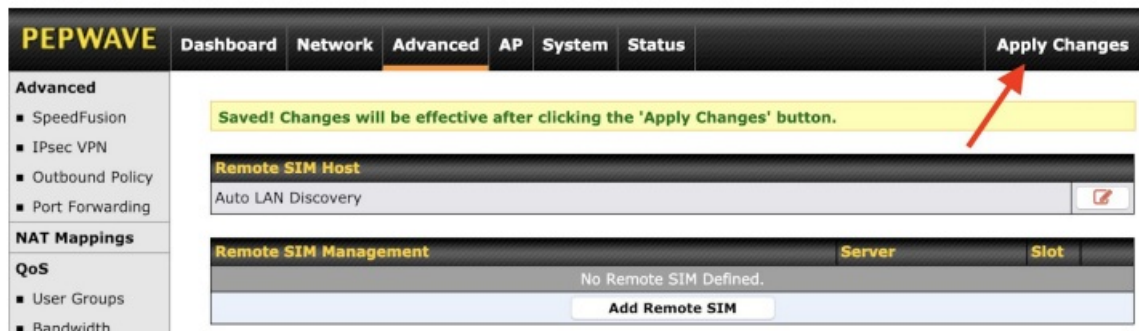 PEPWAVE
Dashboard Network Advanced AP System Status Apply Changes
Advanced
SpeedFusion
IPsec VPN
Outbound Policy
Port Forwarding
NAT Mappings
QoS
User Groups
Bandwidth
Saved! Changes will be effective after clicking the 'Apply Changes' button.
Remote SIM Host
Auto LAN Discovery
Remote SIM Management Server Slot
No Remote SIM Defined.
Add Remote SIM